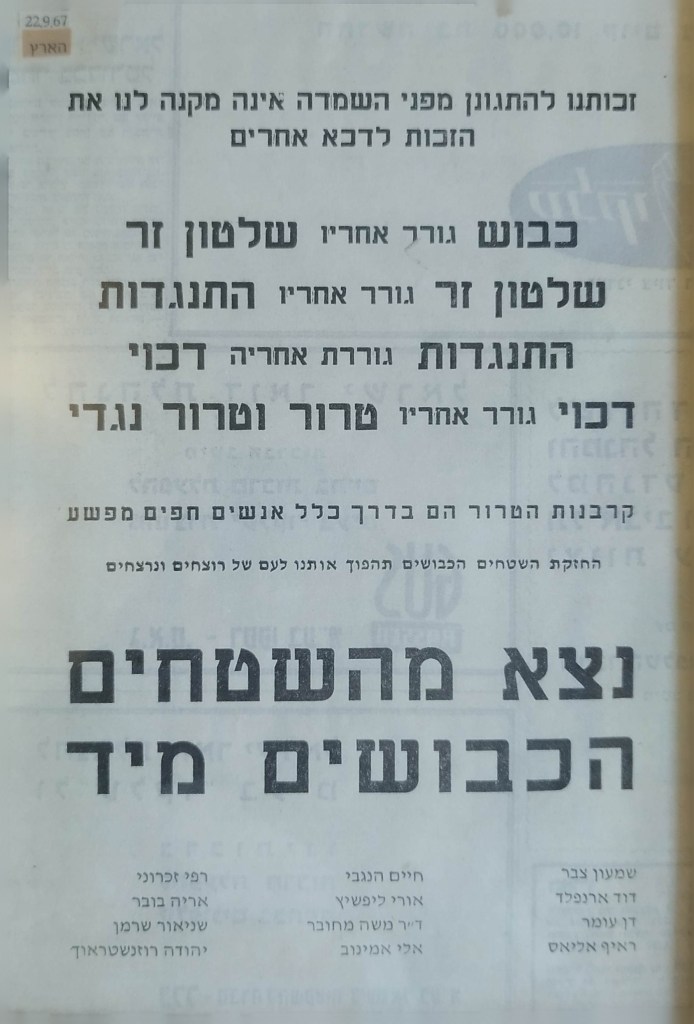 22.9.67
הארץ
זכותנו להתגונן מפני השמדה אינה מקנה לנו את
הזכות לדכא אחרים
כבוש גורר אחריו שלטון זר
שלטון זר גורר אחריו התנגדות
התנגדות גוררת אחריה דכוי
דכוי גורר אחריו טרור וטרור נגדי
קרבנות הטרור הם בדרך כלל אנשים חפים מפשע
החזקת השטחים הכבושים תהפוך אותנו לעם של רוצחים ונרצחים
נצא מהשטחים
הכבושים מיד
שמעון צבר חיים הנגבי רפי זכרוני
דוד ארנפלד אורי ליפשיץ אריה בובר
דן עומר ד״ר משה מחובר שניאור שרמן
ראיף אליאס אלי אמינוב יהודה רוזנשטראוך